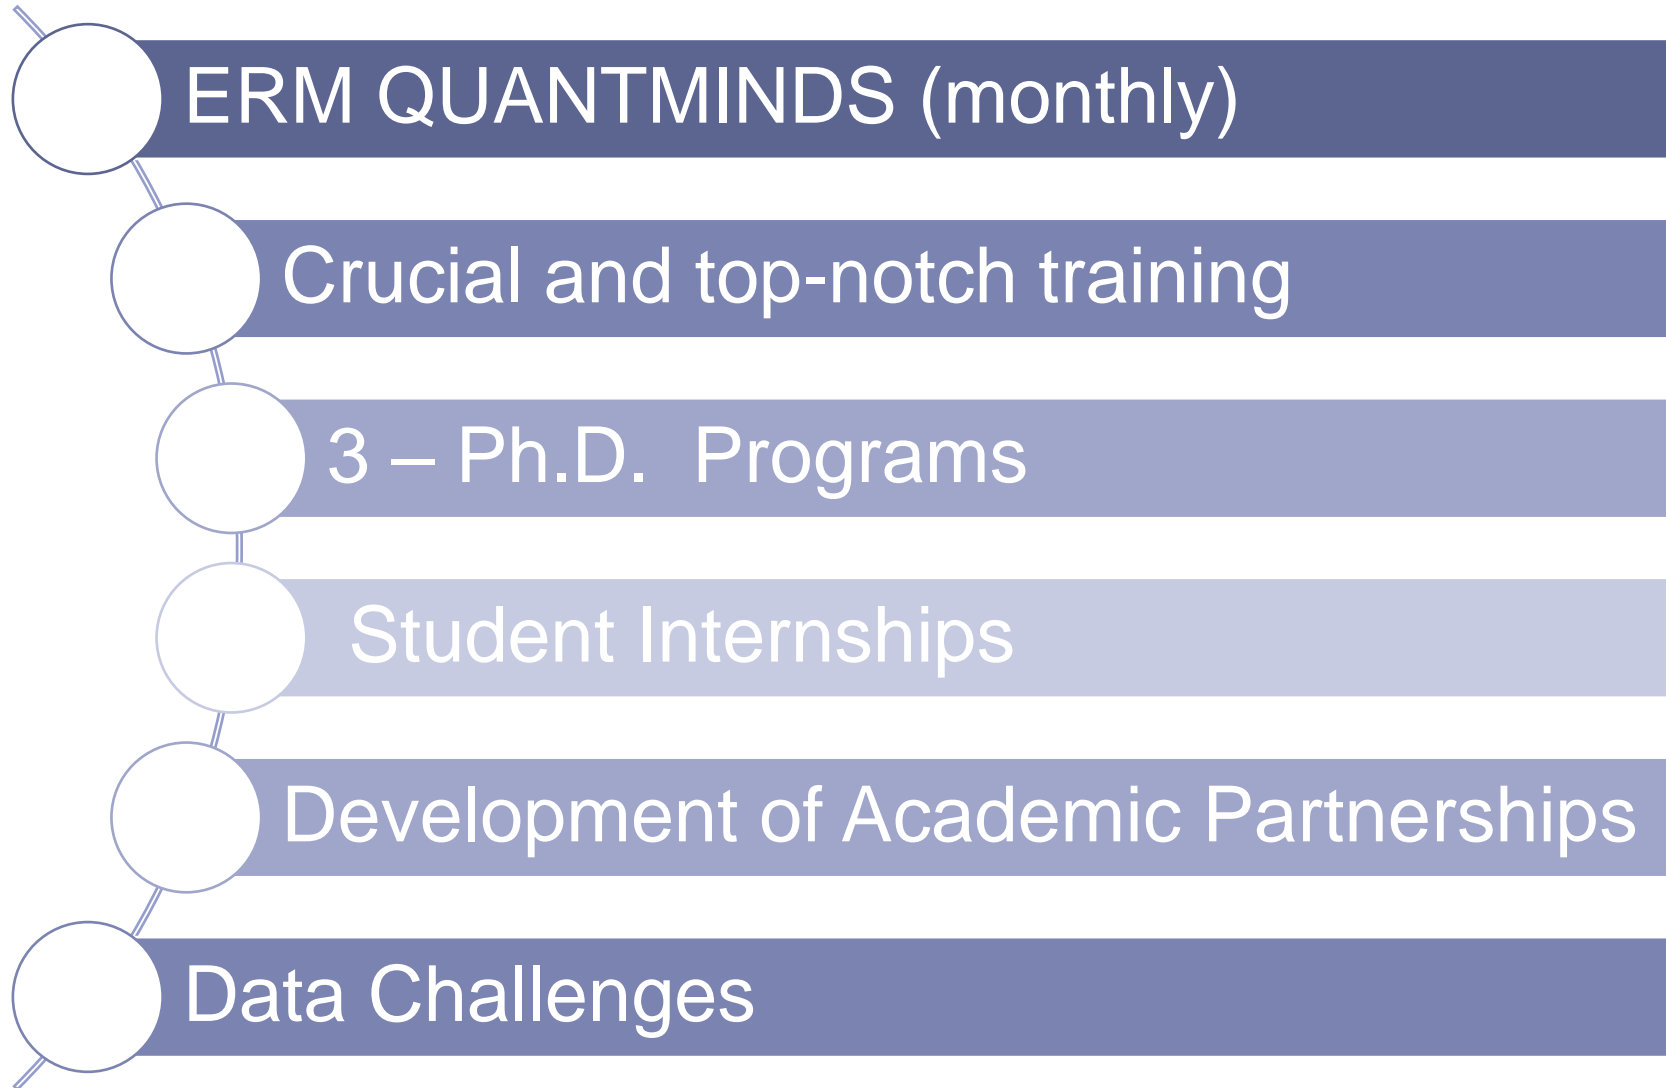 ERM QUANTMINDS (monthly)
Crucial and top-notch training
3 – Ph.D.  Programs
Student Internships
Development of Academic Partnerships
Data Challenges